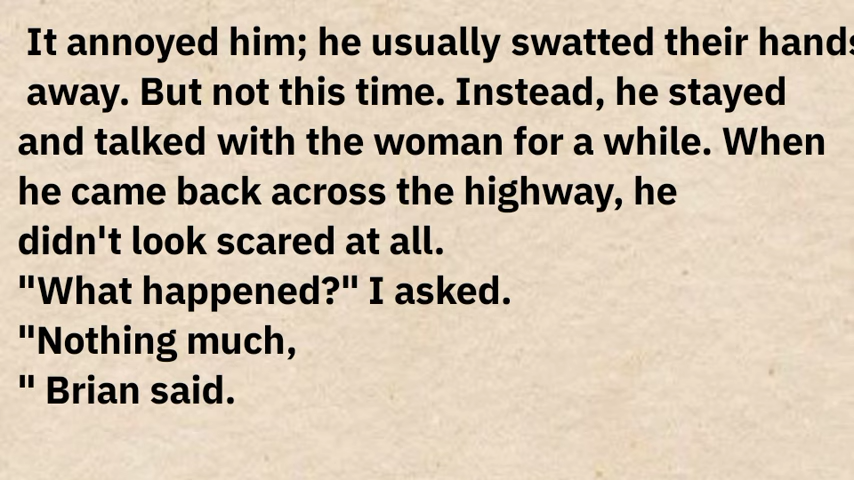 It annoyed him; he usually swatted their hands
away. But not this time. Instead, he stayed
and talked with the woman for a while. When
he came back across the highway, he
didn't look scared at all.
"What happened?" I asked.
"Nothing much,
" Brian said.